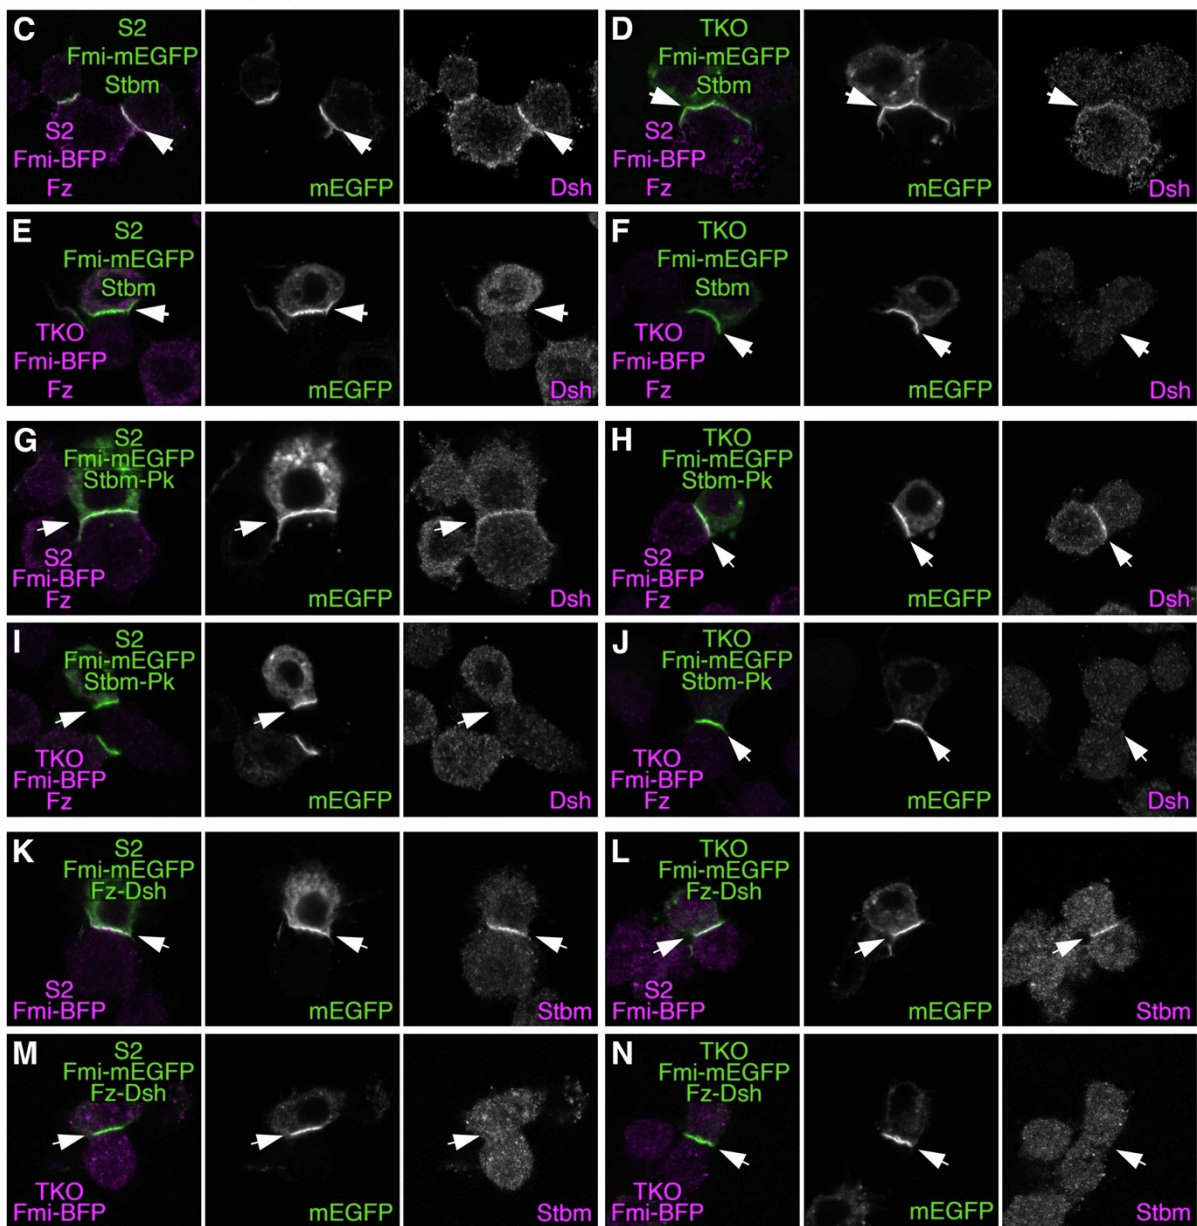 C
S2
Fmi-mEGFP
Stbm
S2
Fmi-BFP
Fz
mEGFP
Dsh
D
TKO
Fmi-mEGFP
Stbm
S2
Fmi-BFP
Fz
mEGFP
Dsh
E
S2
Fmi-mEGFP
Stbm
TKO
Fmi-BFP
Fz
mEGFP
Dsh
F
TKO
Fmi-mEGFP
Stbm
TKO
Fmi-BFP
Fz
mEGFP
Dsh
G
S2
Fmi-mEGFP
Stbm-Pk
S2
Fmi-BFP
Fz
mEGFP
Dsh
H
TKO
Fmi-mEGFP
Stbm-Pk
S2
Fmi-BFP
Fz
mEGFP
Dsh
I
S2
Fmi-mEGFP
Stbm-Pk
TKO
Fmi-BFP
Fz
mEGFP
Dsh
J
TKO
Fmi-mEGFP
Stbm-Pk
TKO
Fmi-BFP
Fz
mEGFP
Dsh
K
S2
Fmi-mEGFP
Fz-Dsh
S2
Fmi-BFP
mEGFP
Stbm
L
TKO
Fmi-mEGFP
Fz-Dsh
S2
Fmi-BFP
mEGFP
Stbm
M
S2
Fmi-mEGFP
Fz-Dsh
TKO
Fmi-BFP
mEGFP
Stbm
N
TKO
Fmi-mEGFP
Fz-Dsh
TKO
Fmi-BFP
mEGFP
Stbm